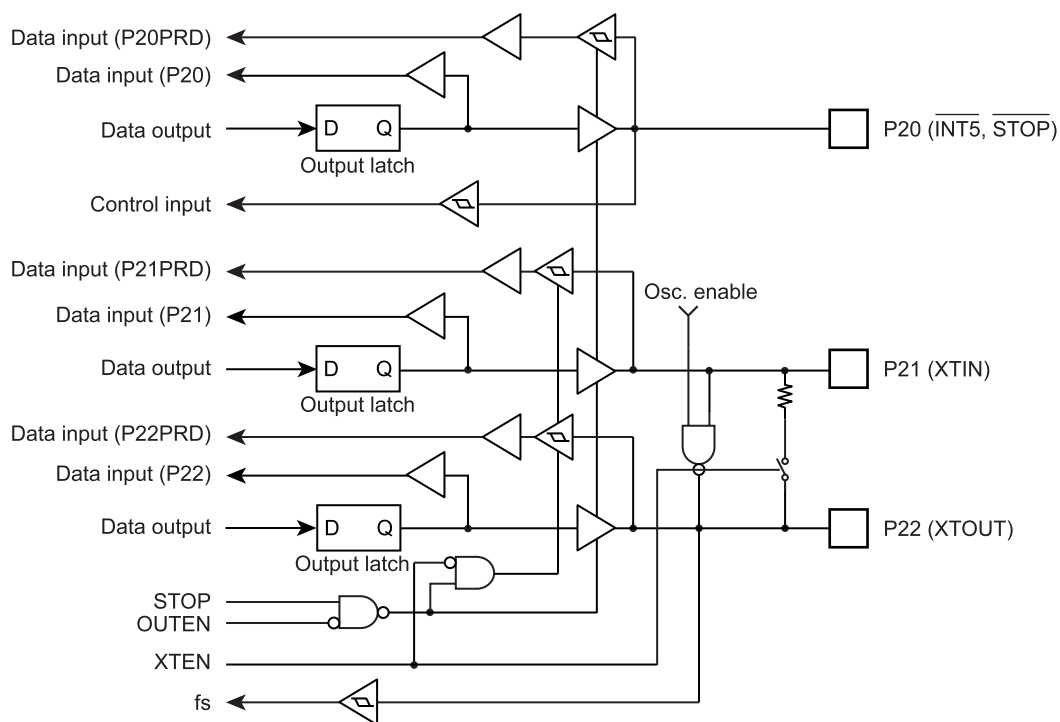 Data input (P20PRD)
Data input (P20)
Data output
D Q
Output latch
P20 (INT5, STOP)
Control input
Data input (P21PRD)
Osc. enable
Data input (P21)
Data output
D Q
Output latch
P21 (XTIN)
Data input (P22PRD)
Data input (P22)
Data output
D Q
Output latch
P22 (XTOUT)
STOP
OUTEN
XTEN
fs